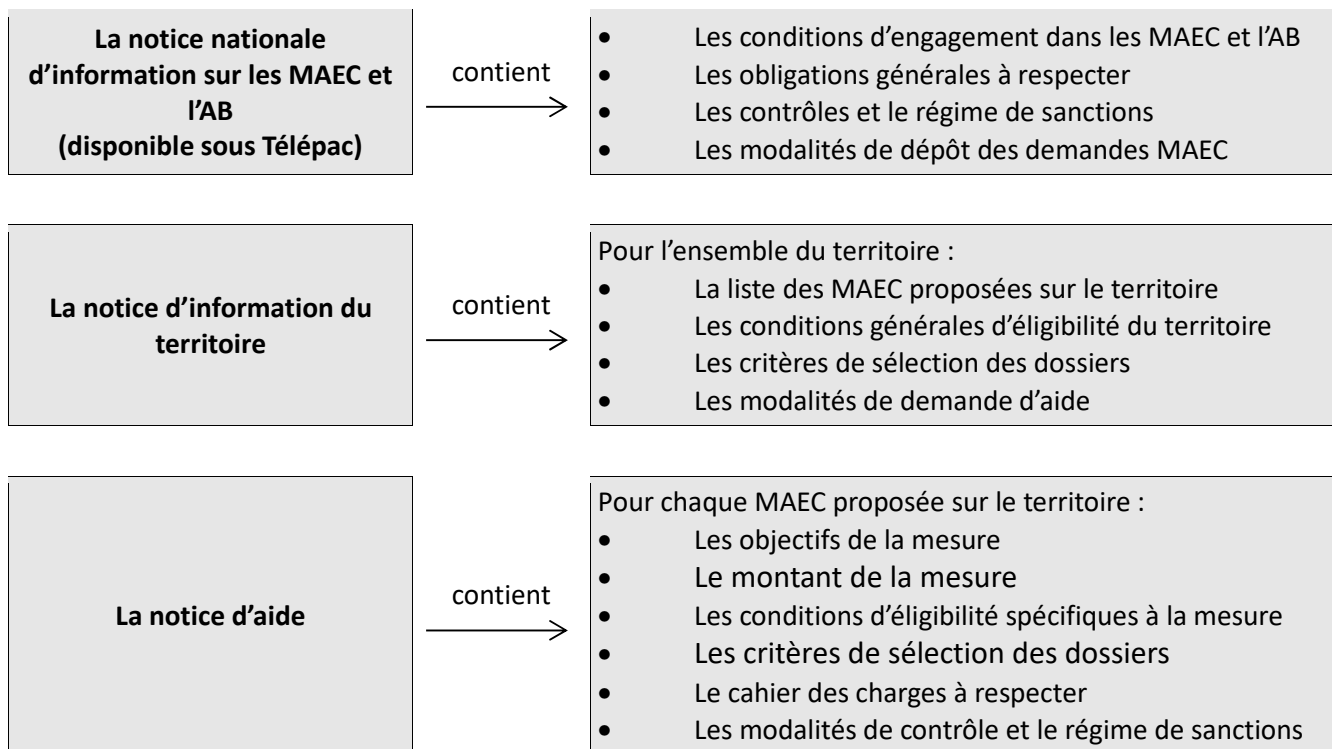 La notice nationale
d’information sur les MAEC et
l’AB
(disponible sous Télépac)
contient
• Les conditions d’engagement dans les MAEC et l’AB
• Les obligations générales à respecter
• Les contrôles et le régime de sanctions
• Les modalités de dépôt des demandes MAEC
La notice d’information du
territoire
contient
Pour l’ensemble du territoire :
• La liste des MAEC proposées sur le territoire
• Les conditions générales d’éligibilité du territoire
• Les critères de sélection des dossiers
• Les modalités de demande d’aide
La notice d’aide
contient
Pour chaque MAEC proposée sur le territoire :
• Les objectifs de la mesure
• Le montant de la mesure
• Les conditions d’éligibilité spécifiques à la mesure
• Les critères de sélection des dossiers
• Le cahier des charges à respecter
• Les modalités de contrôle et le régime de sanctions